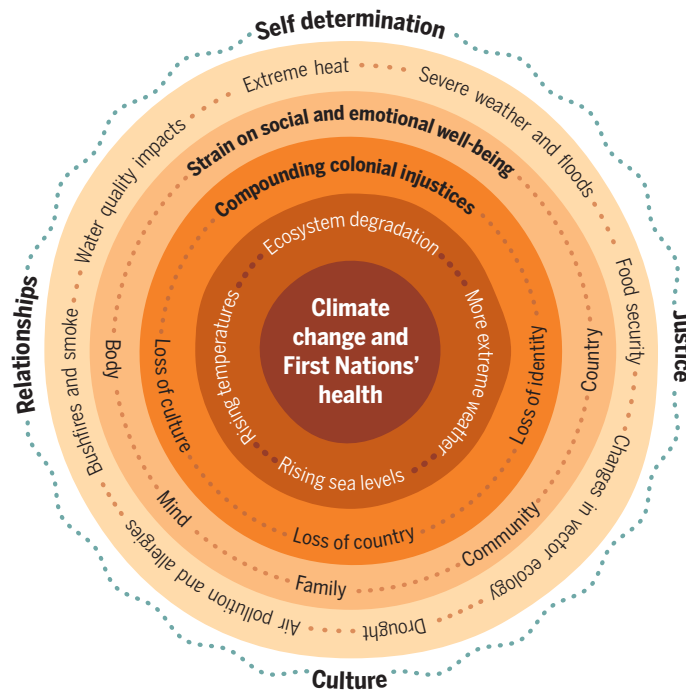 Self determination
Extreme heat
Severe weather and floods
Water quality impacts
Strain on social and emotional well-being
Compounding colonial injustices
Ecosystem degradation
Food security
Relationships
Justice
Climate
change and
First Nations'
health
Rising temperatures
More extreme weather
Country
Body
Loss of culture
Loss of identity
Bushfires and smoke
Rising sea levels
Changes in vector ecology
Mind
Loss of country
Community
Family
Air pollution and allergies
Drought
Culture